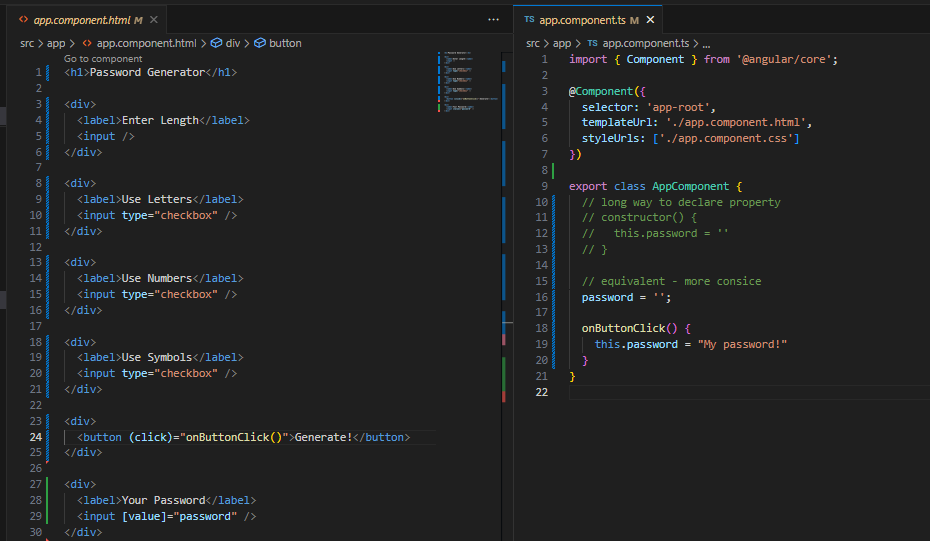 app.component.html M
src > app > app.component.html > div > button
Go to component
1 <h1>Password Generator</h1>
2
3 <div>
4 <label>Enter Length</label>
5 <input />
6 </div>
7
8 <div>
9 <label>Use Letters</label>
10 <input type="checkbox" />
11 </div>
12
13 <div>
14 <label>Use Numbers</label>
15 <input type="checkbox" />
16 </div>
17
18 <div>
19 <label>Use Symbols</label>
20 <input type="checkbox" />
21 </div>
22
23 <div>
24 <button (click)="onButtonClick()">Generate!</button>
25 </div>
26
27 <div>
28 <label>Your Password</label>
29 <input [value]="password" />
30 </div>
TS app.component.ts M
src > app > TS app.component.ts > ...
1 import { Component } from '@angular/core';
2
3 @Component({
4 selector: 'app-root',
5 templateUrl: './app.component.html',
6 styleUrls: ['./app.component.css']
7 })
8
9 export class AppComponent {
10 // long way to declare property
11 // constructor() {
12 //   this.password = ''
13 // }
14
15 // equivalent - more consice
16 password = '';
17
18 onButtonClick() {
19 this.password = "My password!"
20 }
21 }
22